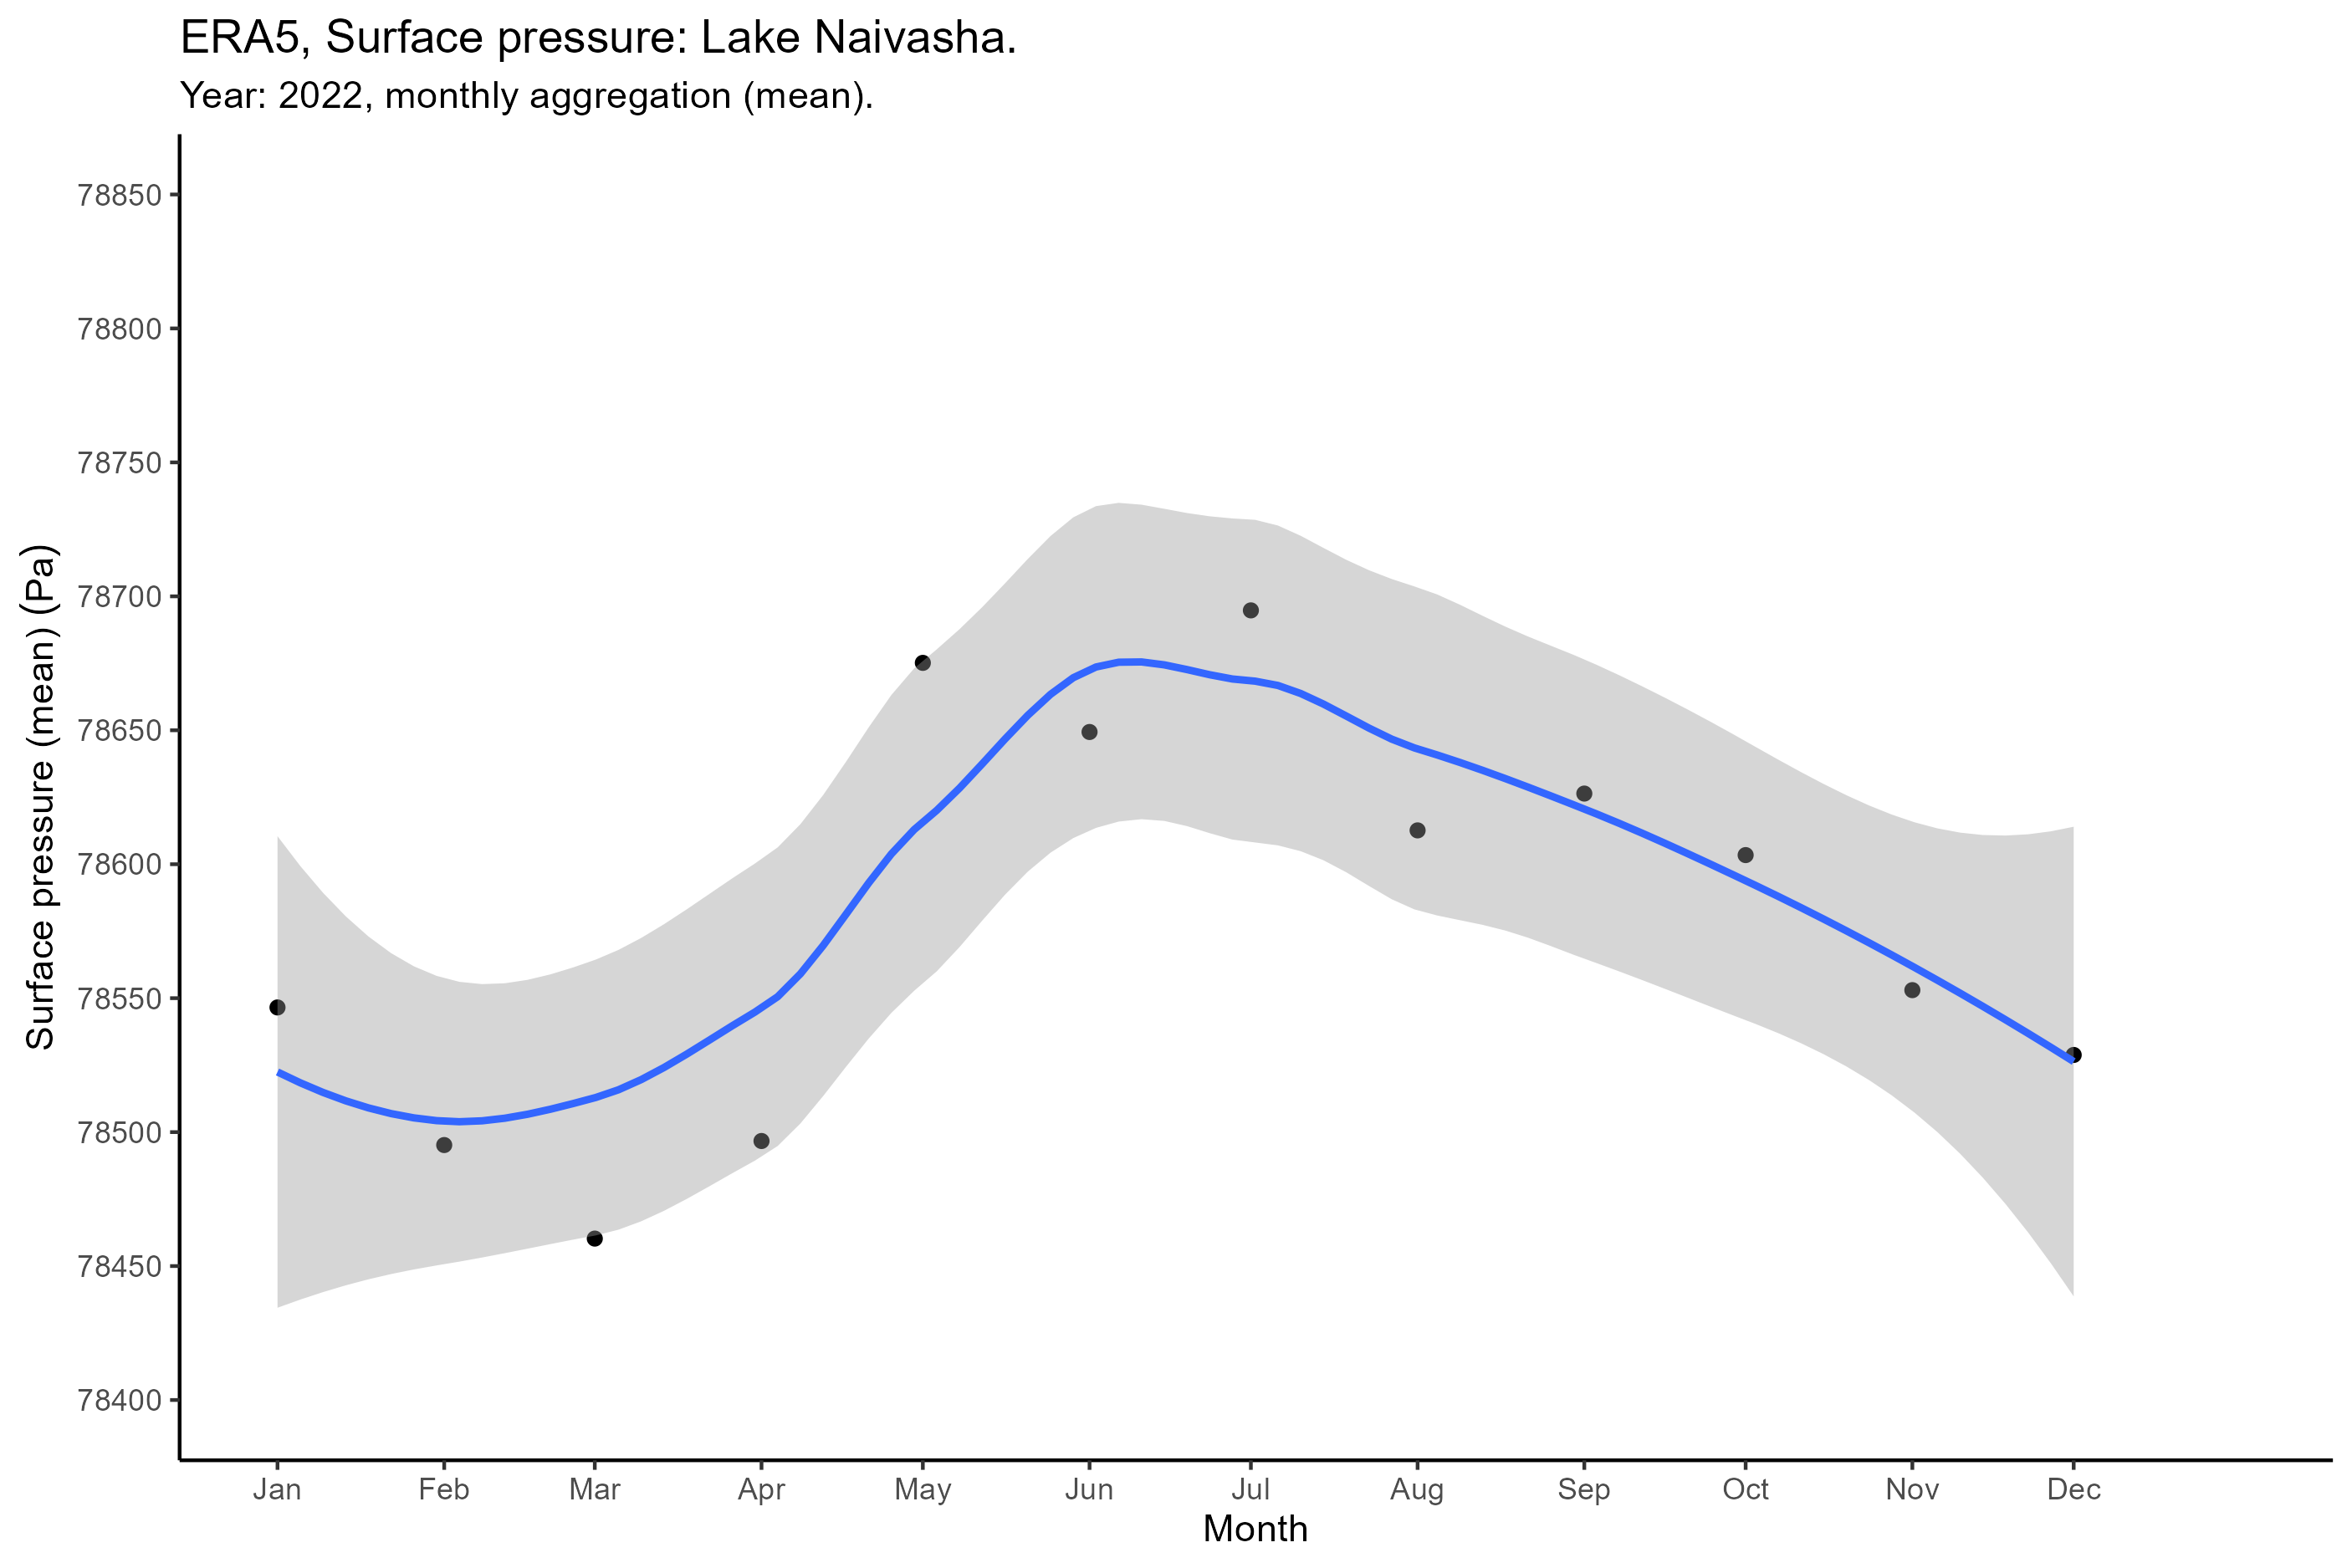 ERA5, Surface pressure: Lake Naivasha.
Year: 2022, monthly aggregation (mean).
Surface pressure (mean) (Pa)
78850
78800
78750
78700
78650
78600
78550
78500
78450
78400
Jan Feb Mar Apr May Jun Jul Aug Sep Oct Nov Dec
Month